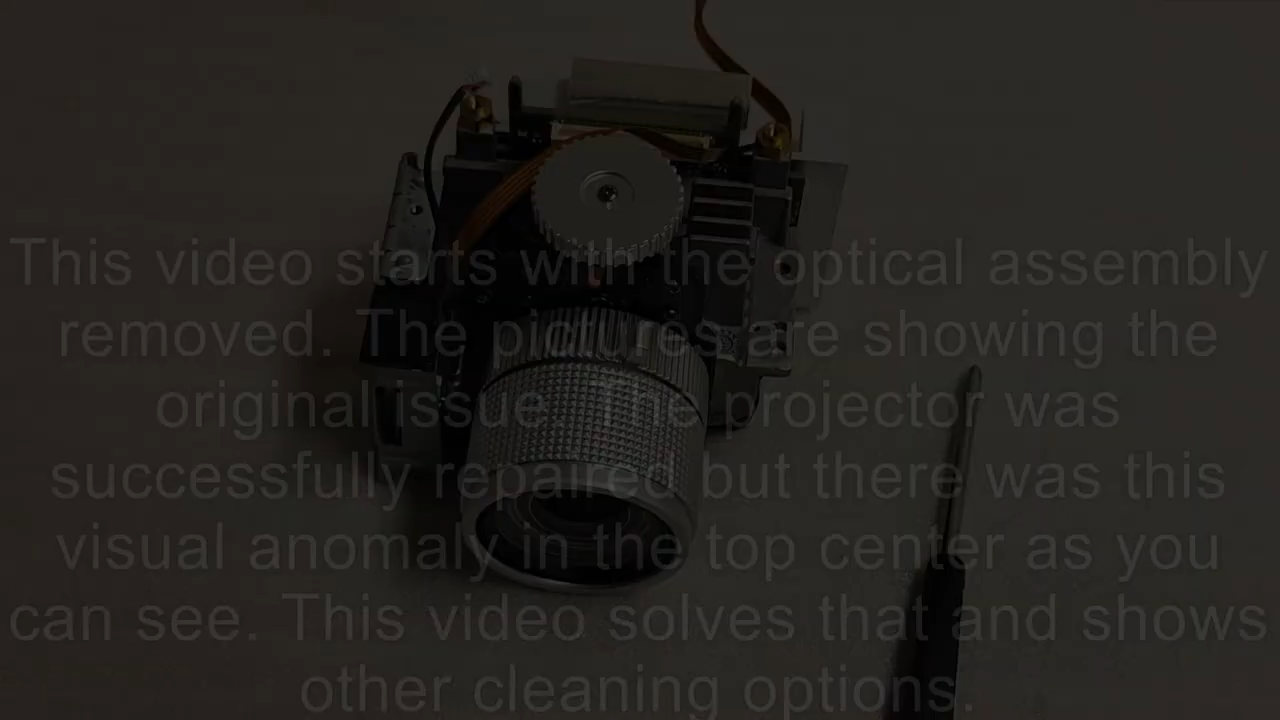 This video starts with the optical assembly
removed. The pictures are showing the
original issue. The projector was
successfully repaired but there was this
visual anomaly in the top center as you
can see. This video solves that and shows
other cleaning options.